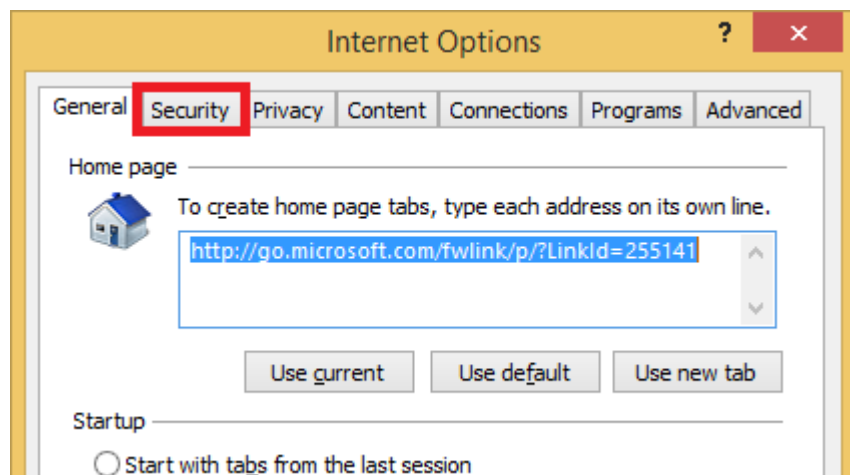 Internet Options
?
General Security Privacy Content Connections Programs Advanced
Home page
To create home page tabs, type each address on its own line.
http://go.microsoft.com/fwlink/p/?LinkId=255141
Use current Use default Use new tab
Startup
Start with tabs from the last session